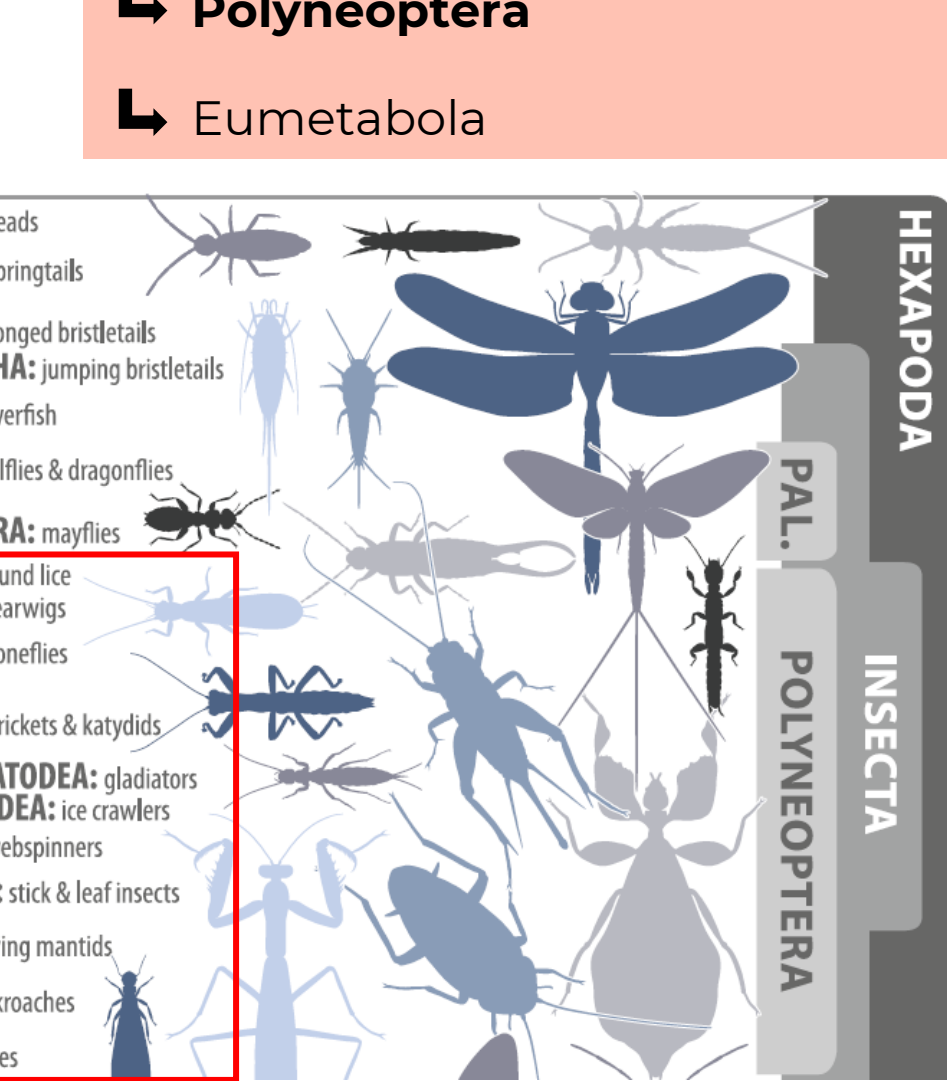 Polyneoptera
Eumetabola
eads
pringtails
onged bristletails
HA: jumping bristletails
verfish
lflies & dragonflies
RA: mayflies
und lice
earwigs
oneflies
rickets & katydids
ATODEA: gladiators
DEA: ice crawlers
ebspinners
: stick & leaf insects
ying mantids
kroaches
es
HEXAPODA
PAL.
INSECTA
POLYNEOPTERA